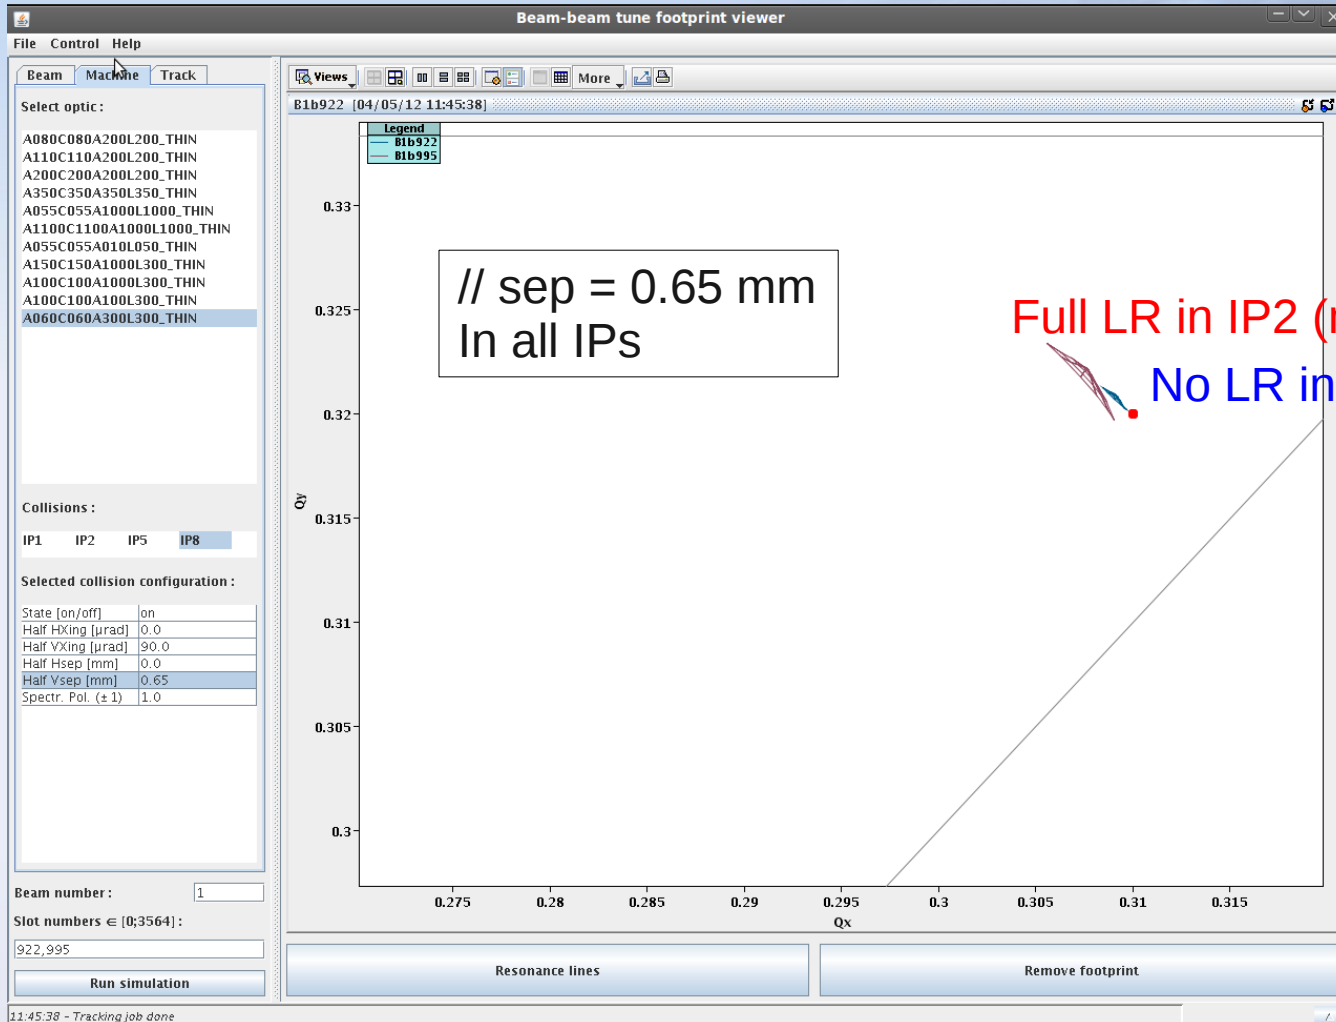 Beam-beam tune footprint viewer
File Control Help
Beam Machine Track
Select optic :
A080C080A200L200_THIN
A110C110A200L200_THIN
A200C200A200L200_THIN
A350C350A350L350_THIN
A055C055A1000L1000_THIN
A1100C1100A1000L1000_THIN
A055C055A010L050_THIN
A150C150A1000L300_THIN
A100C100A1000L300_THIN
A100C100A100L300_THIN
A060C060A300L300_THIN
Collisions :
IP1 IP2 IP5 IP8
Selected collision configuration :
State [on/off] on
Half HXing [µrad] 0.0
Half VXing [µrad] 90.0
Half Hsep [mm] 0.0
Half Vsep [mm] 0.65
Spectr. Pol. (± 1) 1.0
Beam number : 1
Slot numbers ∈ [0;3564] :
922,995
Run simulation
11:45:38 - Tracking job done
Views More
B1b922 [04/05/12 11:45:38]
Legend
B1b922
B1b995
// sep = 0.65 mm
In all IPs
Full LR in IP2 (
No LR in
Qy
0.33
0.325
0.32
0.315
0.31
0.305
0.3
0.275 0.28 0.285 0.29 0.295 0.3 0.305 0.31 0.315
Qx
Resonance lines Remove footprint